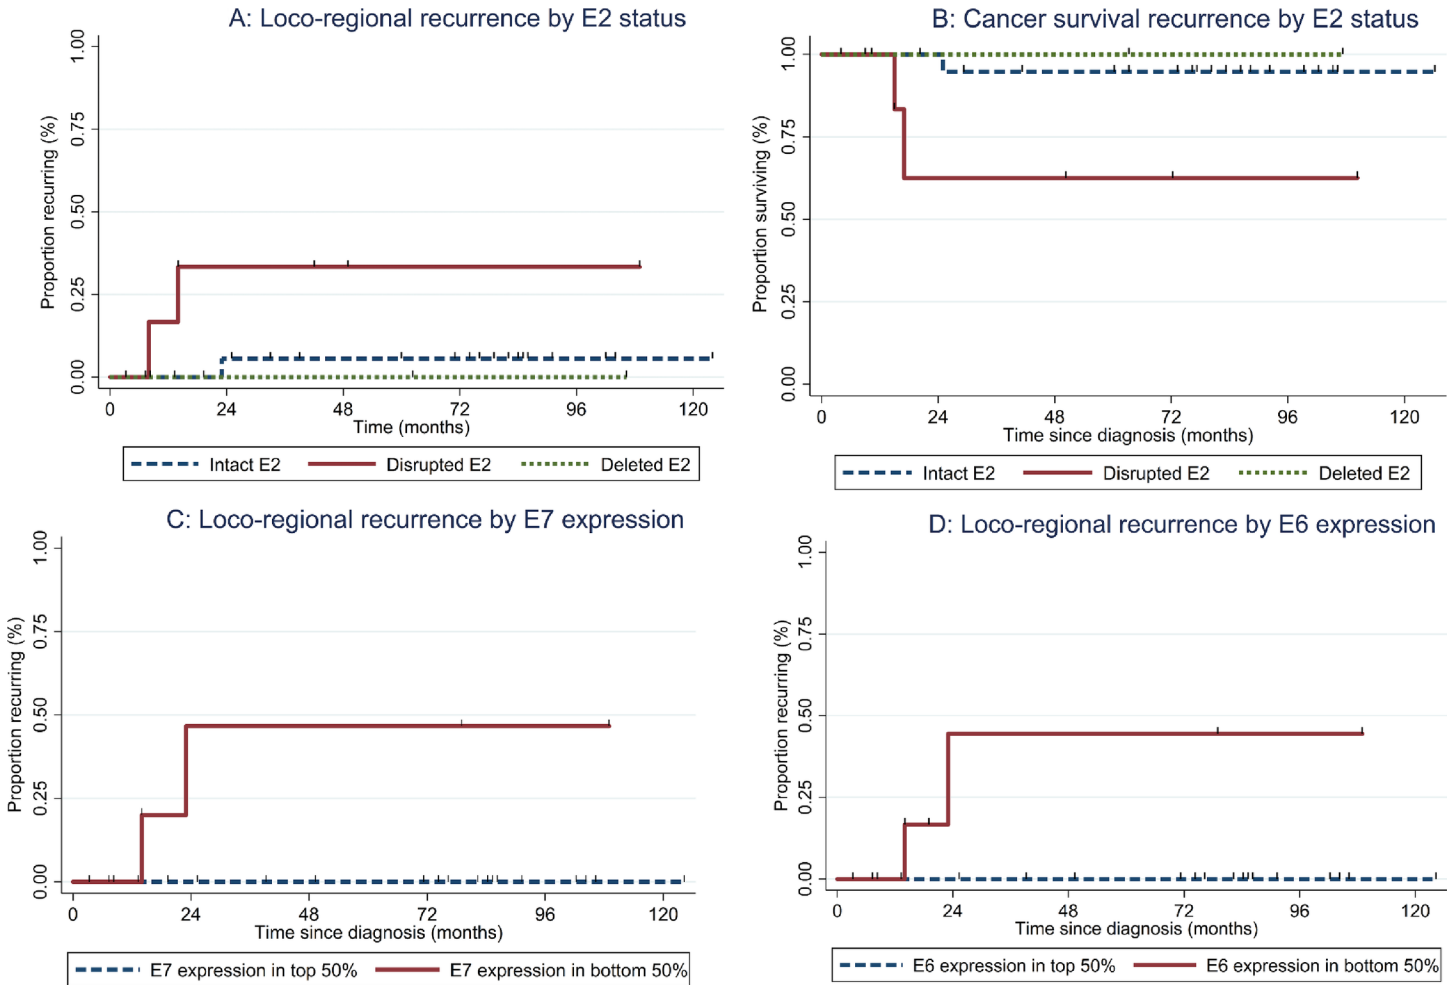 A: Loco-regional recurrence by E2 status
Proportion recurring (%)
1.00
0.75
0.50
0.25
0.00
0 24 48 72 96 120
Time (months)
Intact E2 Disrupted E2 Deleted E2
B: Cancer survival recurrence by E2 status
Proportion surviving (%)
1.00
0.75
0.50
0.25
0.00
0 24 48 72 96 120
Time since diagnosis (months)
Intact E2 Disrupted E2 Deleted E2
C: Loco-regional recurrence by E7 expression
Proportion recurring (%)
1.00
0.75
0.50
0.25
0.00
0 24 48 72 96 120
Time since diagnosis (months)
E7 expression in top 50% E7 expression in bottom 50%
D: Loco-regional recurrence by E6 expression
Proportion recurring (%)
1.00
0.75
0.50
0.25
0.00
0 24 48 72 96 120
Time since diagnosis (months)
E6 expression in top 50% E6 expression in bottom 50%